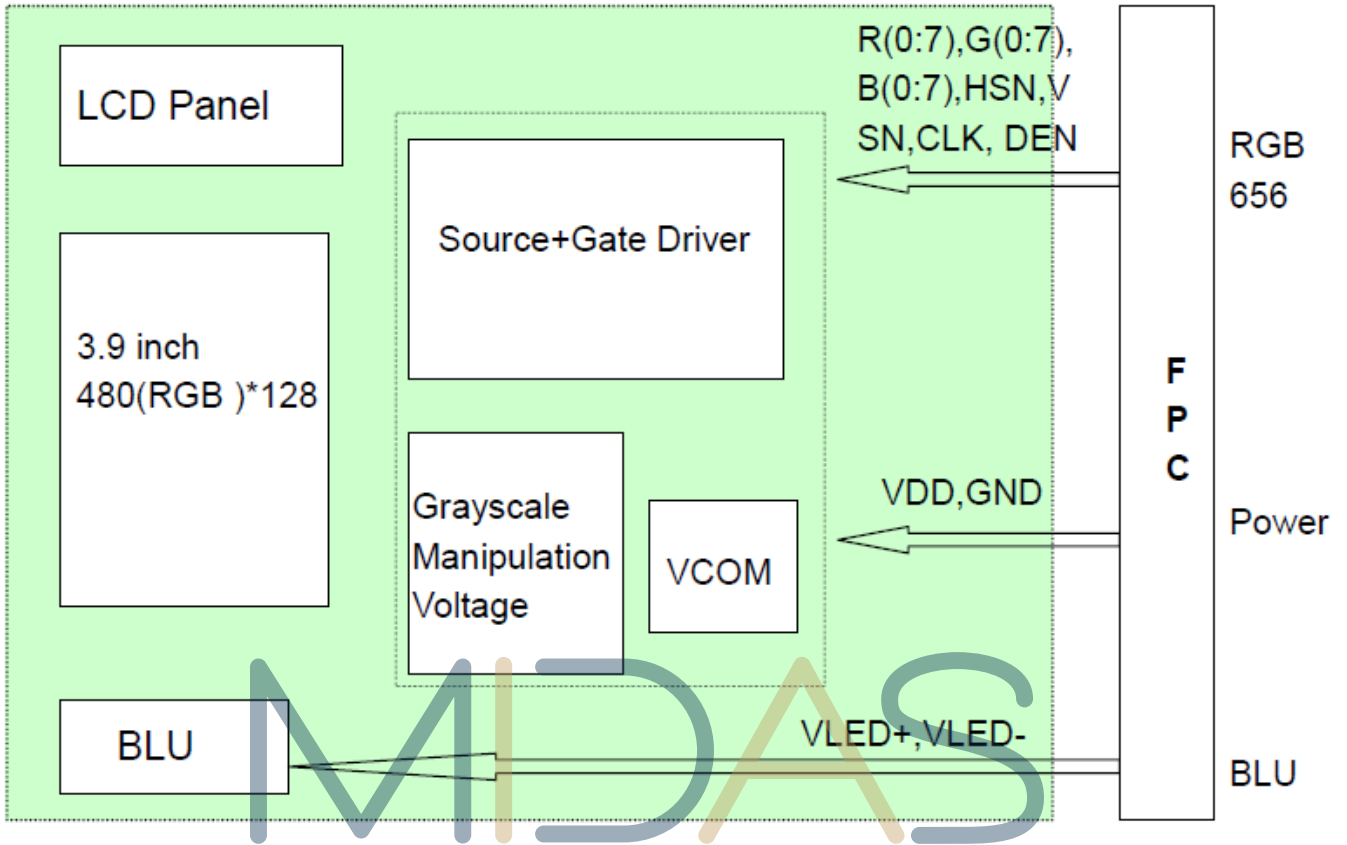 LCD Panel
3.9 inch
480(RGB )*128
BLU
Source+Gate Driver
Grayscale
Manipulation
Voltage
VCOM
R(0:7),G(0:7),
B(0:7),HSN,V
SN,CLK, DEN
VDD,GND
VLED+,VLED-
F
P
C
RGB
656
Power
BLU
MIDAS